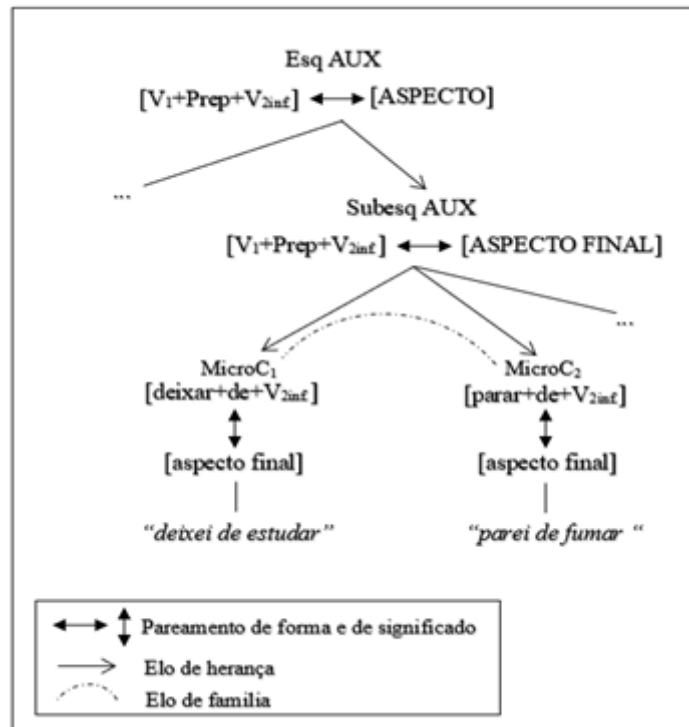 Esq AUX
[V₁+Prep+V₂inf.] ↔ [ASPECTO]
...
Subesq AUX
[V₁+Prep+V₂inf.] ↔ [ASPECTO FINAL]
...
MicroC₁ MicroC₂
[deixar+de+V₂inf.] [parar+de+V₂inf.]
[aspecto final] [aspecto final]
“deixei de estudar” “parei de fumar “
Pareamento de forma e de significado
Elo de herança
Elo de família